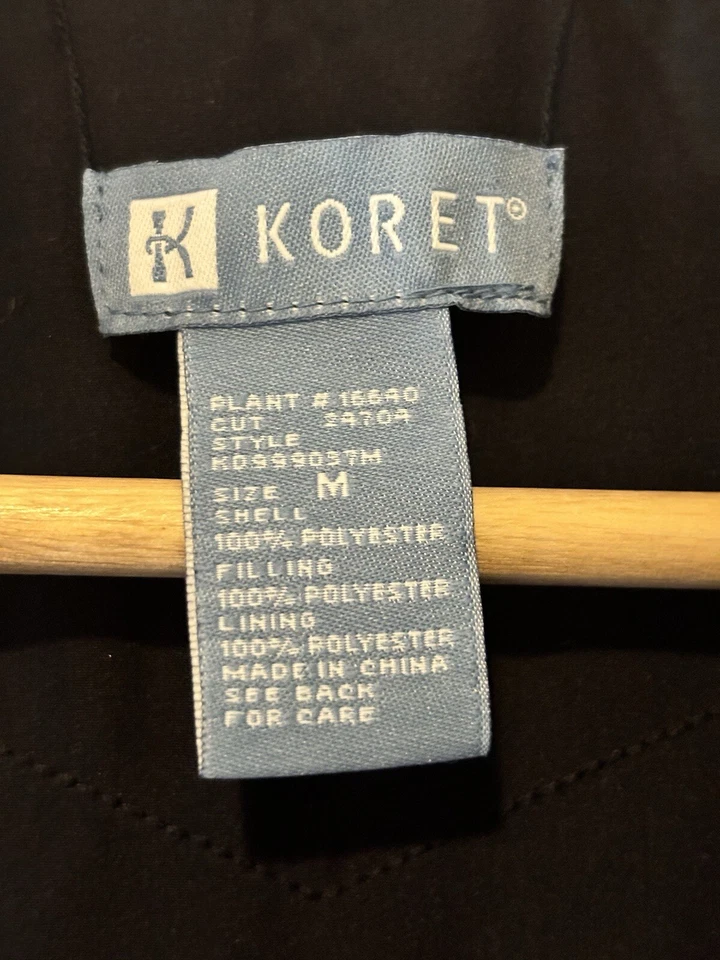 K KORET®
PLANT # 16640
CUT 24704
STYLE
KD999037M
SIZE M
SHELL
100% POLYESTER
FILLING
100% POLYESTER
LINING
100% POLYESTER
MADE IN CHINA
SEE BACK
FOR CARE